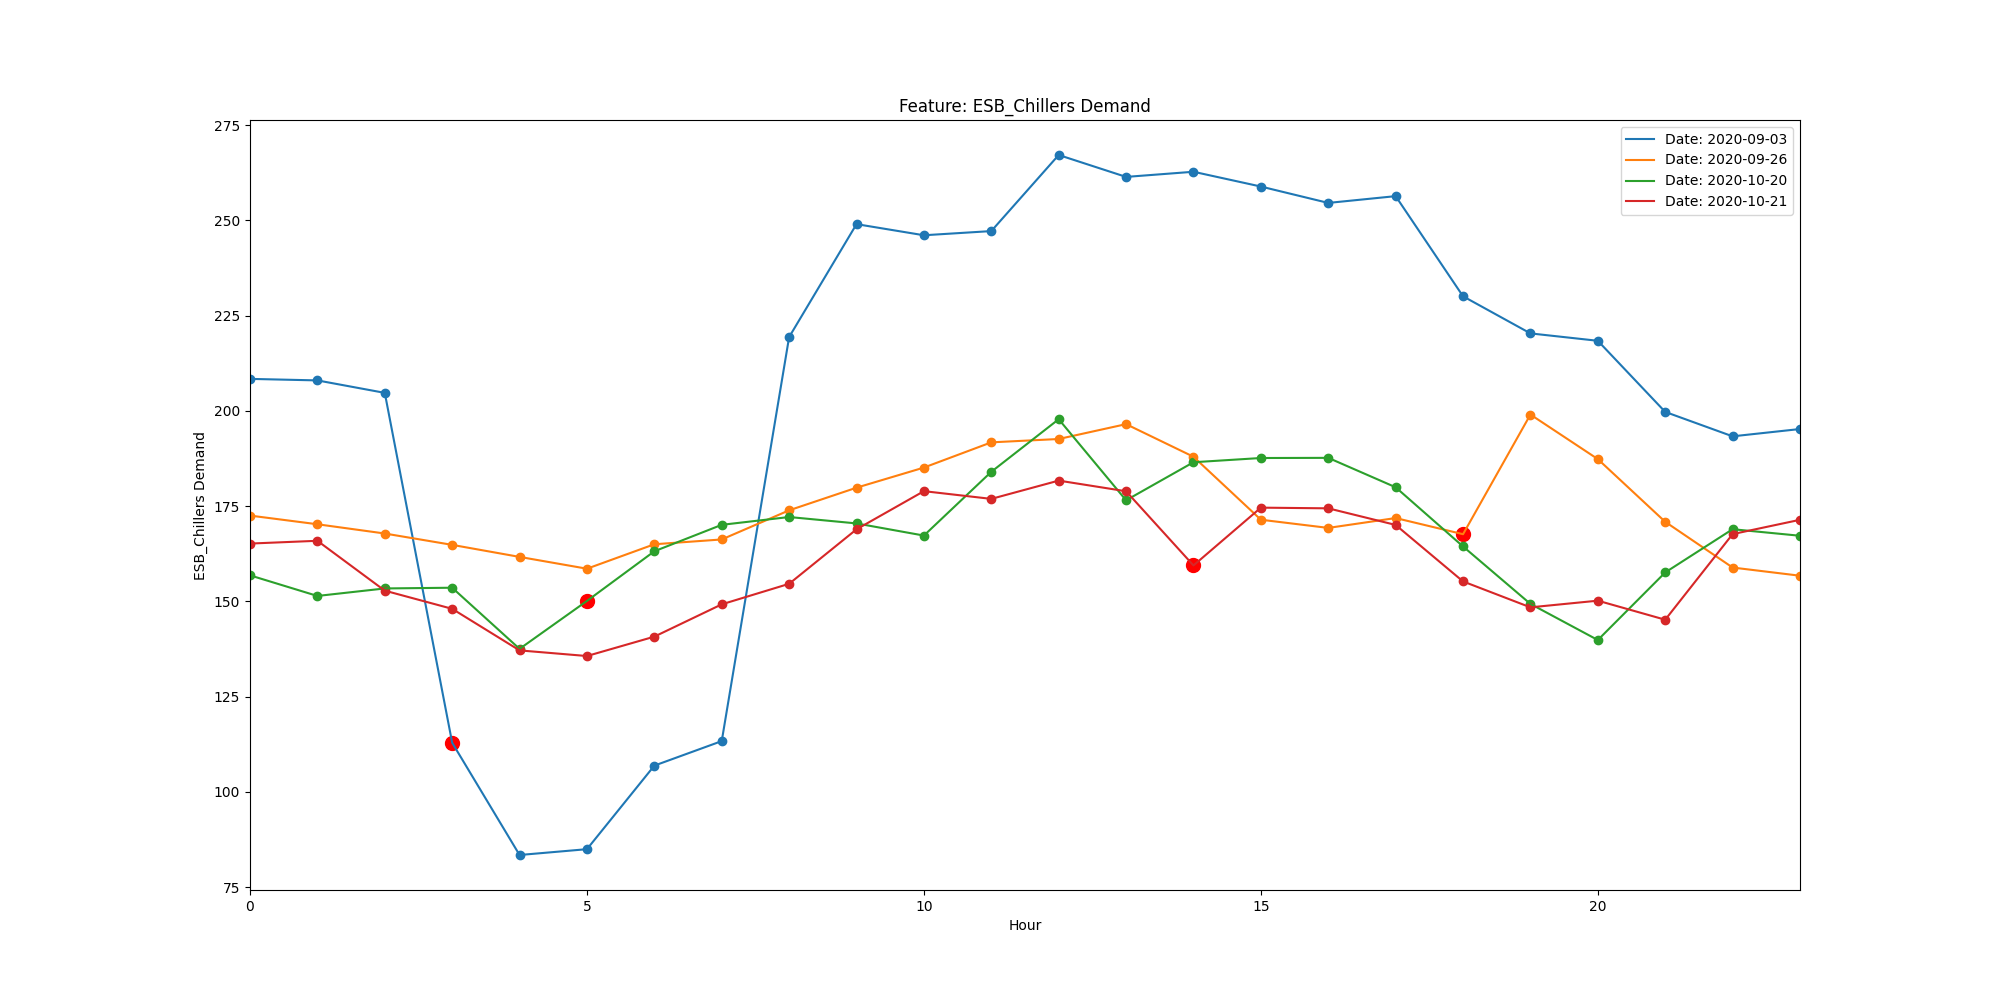 Feature: ESB_Chillers Demand
Date: 2020-09-03
Date: 2020-09-26
Date: 2020-10-20
Date: 2020-10-21
275
250
225
200
175
150
125
100
75
ESB_Chillers Demand
0 5 10 15 20
Hour